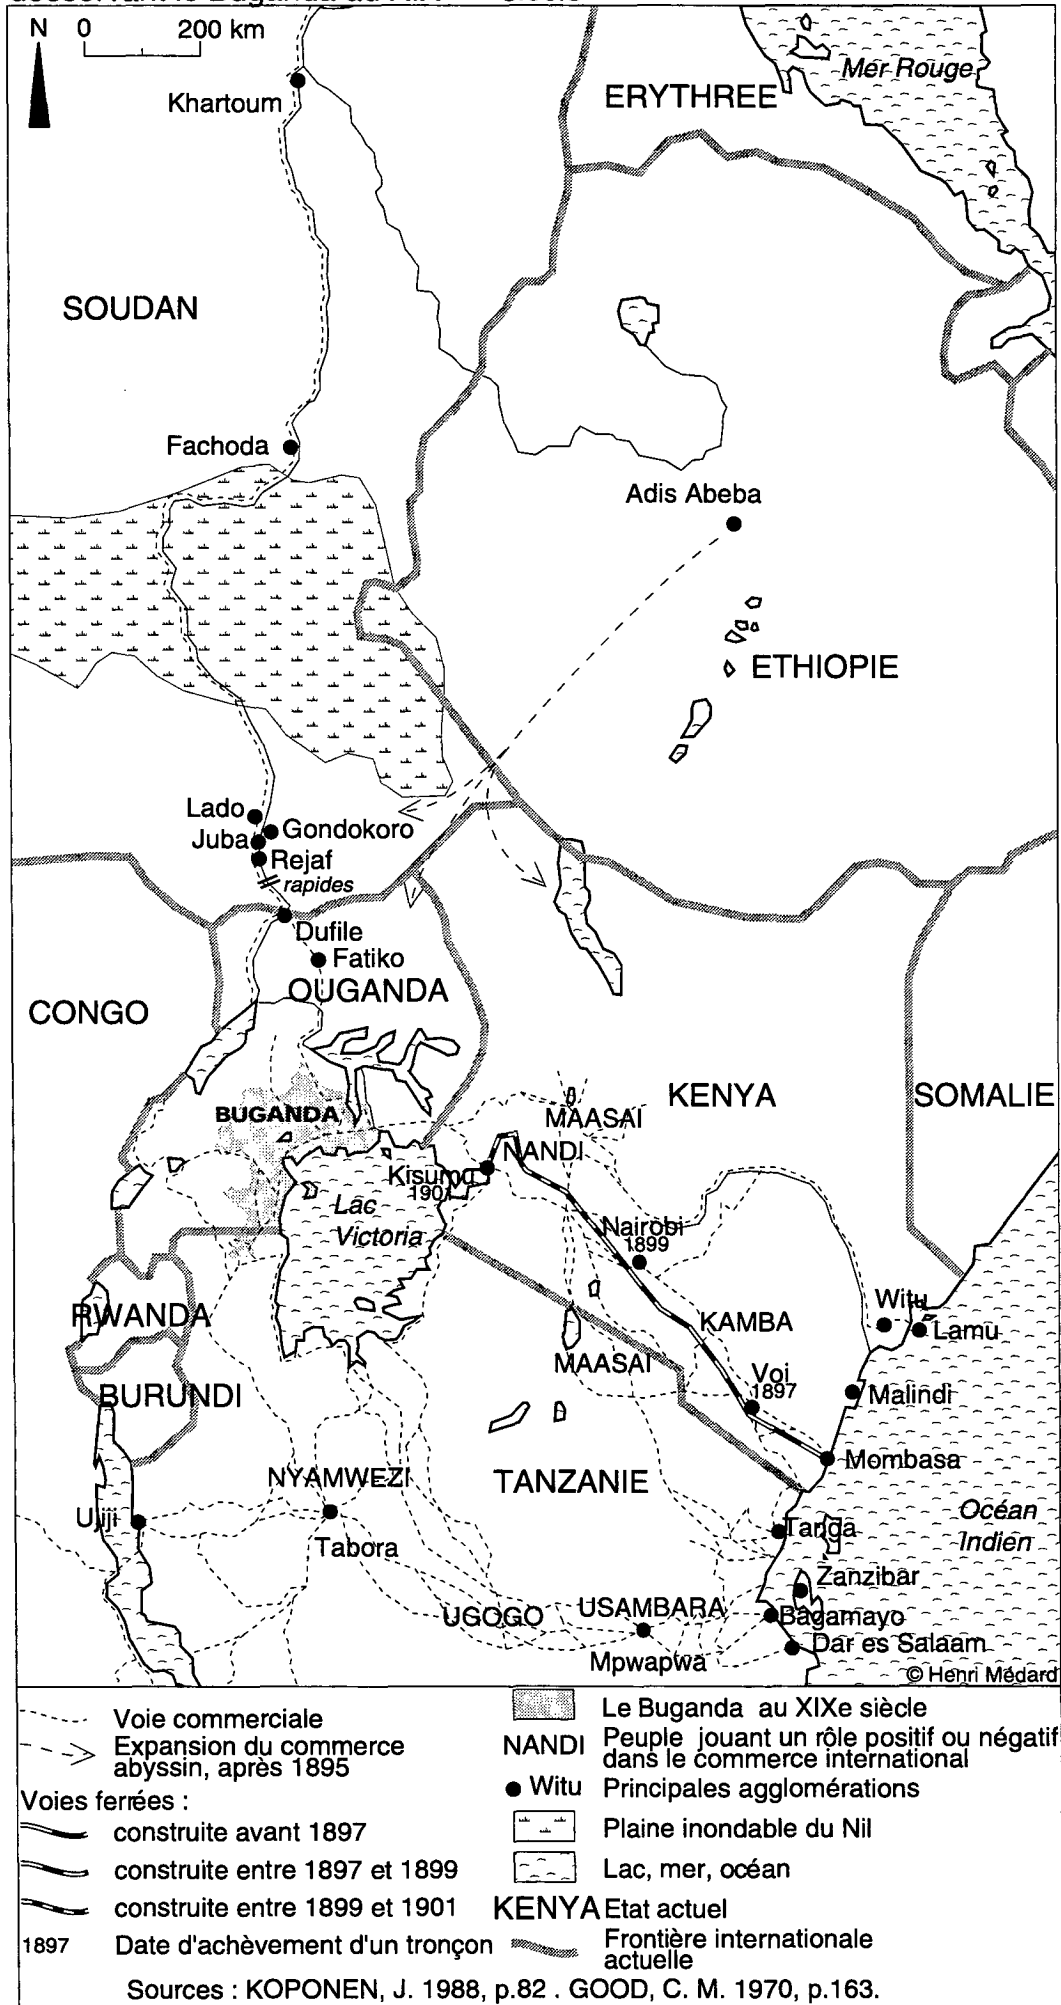 N 0 200 km
Mer Rouge
ERYTHREE
Khartoum
SOUDAN
Fachoda
Adis Abeba
ETHIOPIE
Lado
Gondokoro
Juba
Rejaf
rapides
Dufile
Fatiko
OUGANDA
CONGO
KENYA
SOMALIE
BUGANDA
MAASAI
NANDI
Kisumu
1901
Lac
Victoria
Nairobi
1899
RWANDA
Witu
KAMBA
Lamu
MAASAI
Voi
1897
BURUNDI
Malindi
Mombasa
NYAMWEZI
TANZANIE
Ujiji
Océan
Indien
Tanga
Tabora
Zanzibar
UGOGO
USAMBARA
Bagamayo
Dar es Salaam
Mpwapwa
© Henri Médard
Voie commerciale
Expansion du commerce
abyssin, après 1895
Voies ferrées :
construite avant 1897
construite entre 1897 et 1899
construite entre 1899 et 1901
1897 Date d'achèvement d'un tronçon
Le Buganda au XIXe siècle
NANDI Peuple jouant un rôle positif ou négatif
dans le commerce international
Witu Principales agglomérations
Plaine inondable du Nil
Lac, mer, océan
KENYA Etat actuel
Frontière internationale
actuelle
Sources : KOPONEN, J. 1988, p.82 . GOOD, C. M. 1970, p.163.